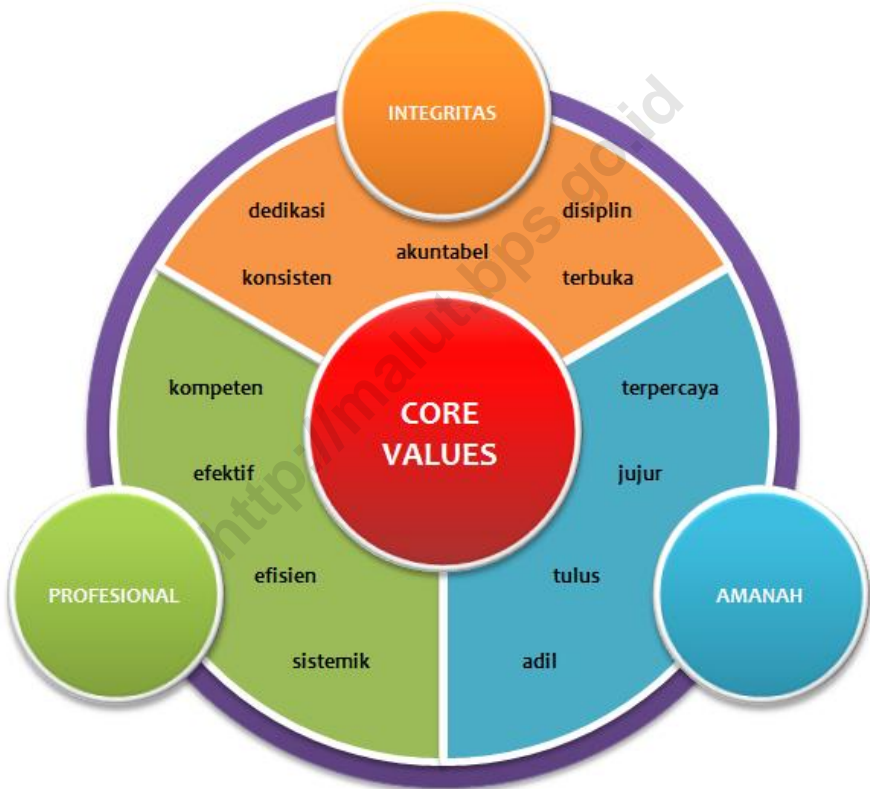 INTEGRITAS
dedikasi
disiplin
akuntabel
konsisten
terbuka
CORE
VALUES
kompeten
efektif
efisien
sistemik
PROFESIONAL
terpercaya
jujur
tulus
adil
AMANAH
http://malut.bps.go.id